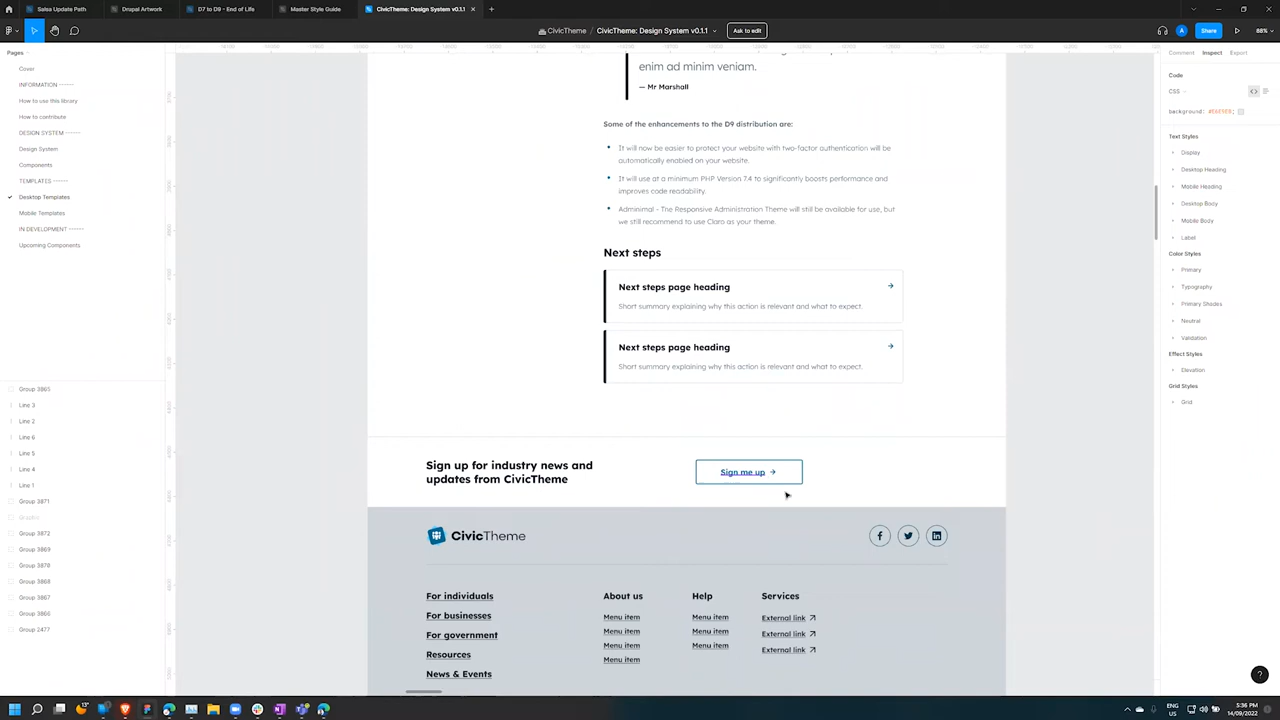 Salsa Update Path
Drupal Artwork
D7 to D9 - End of Life
Master Style Guide
CivicTheme: Design System v0.1.1
CivicTheme
/
CivicTheme: Design System v0.1.1
Ask to edit
A
Share
88%
Pages
Cover
INFORMATION ------
How to use this library
How to contribute
DESIGN SYSTEM ------
Design System
Components
TEMPLATES ------
Desktop Templates
Mobile Templates
IN DEVELOPMENT ------
Upcoming Components
Group 3865
Line 3
Line 2
Line 6
Line 5
Line 4
Line 1
Group 3871
Graphic
Group 3872
Group 3869
Group 3870
Group 3868
Group 3867
Group 3866
Group 2477
enim ad minim veniam.
— Mr Marshall
Some of the enhancements to the D9 distribution are:
It will now be easier to protect your website with two-factor authentication will be
automatically enabled on your website.
It will use at a minimum PHP Version 7.4 to significantly boosts performance and
improves code readability.
Adminimal - The Responsive Administration Theme will still be available for use, but
we still recommend to use Claro as your theme.
Next steps
Next steps page heading
Short summary explaining why this action is relevant and what to expect.
Next steps page heading
Short summary explaining why this action is relevant and what to expect.
Sign up for industry news and
updates from CivicTheme
Sign me up
CivicTheme
For individuals
For businesses
For government
Resources
News & Events
About us
Menu item
Menu item
Menu item
Menu item
Help
Menu item
Menu item
Menu item
Services
External link
External link
External link
Comment
Inspect
Export
Code
CSS
Text Styles
Display
Desktop Heading
Mobile Heading
Desktop Body
Mobile Body
Label
Color Styles
Primary
Typography
Primary Shades
Neutral
Validation
Effect Styles
Elevation
Grid Styles
Grid
?
ENG
US
5:36 PM
14/09/2022